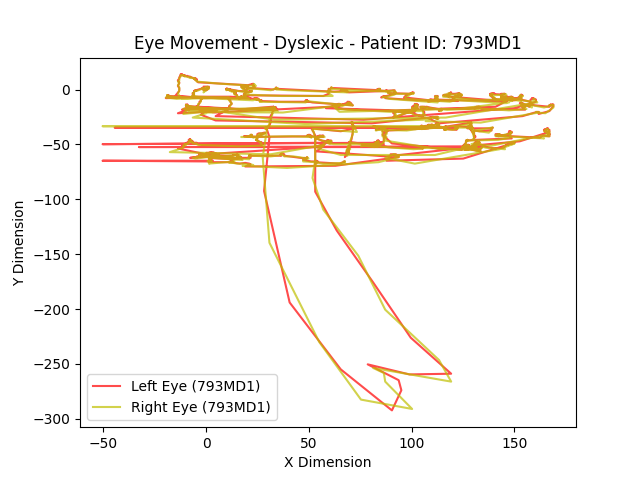 Eye Movement - Dyslexic - Patient ID: 793MD1
Y Dimension
0
−50
−100
−150
−200
−250
−300
Left Eye (793MD1)
Right Eye (793MD1)
−50
0
50
100
150
X Dimension